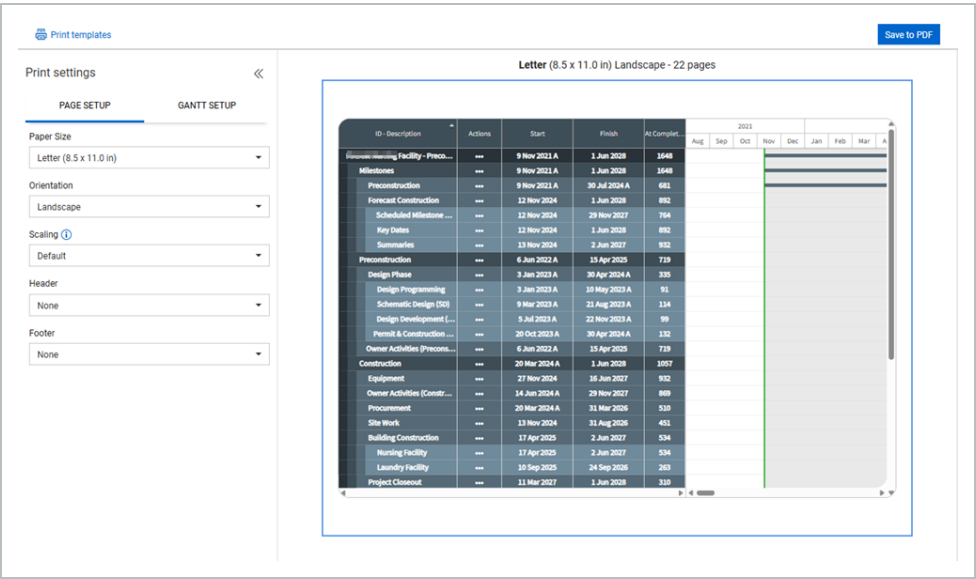 Print templates
Save to PDF
Print settings
Letter (8.5 x 11.0 in) Landscape - 22 pages
PAGE SETUP GANTT SETUP
Paper Size
Letter (8.5 x 11.0 in)
Orientation
Landscape
Scaling
Default
Header
None
Footer
None
2021
ID - Description Actions Start Finish At Complet...
Aug Sep Oct Nov Dec Jan Feb Mar A
Facility - Preco... ••• 9 Nov 2021 A 1 Jun 2028 1648
Milestones ••• 9 Nov 2021 A 1 Jun 2028 1648
Preconstruction ••• 9 Nov 2021 A 30 Jul 2024 A 681
Forecast Construction ••• 12 Nov 2024 1 Jun 2028 892
Scheduled Milestone ... ••• 12 Nov 2024 29 Nov 2027 764
Key Dates ••• 12 Nov 2024 1 Jun 2028 892
Summaries ••• 13 Nov 2024 2 Jun 2027 932
Preconstruction ••• 6 Jun 2022 A 15 Apr 2025 719
Design Phase ••• 3 Jan 2023 A 30 Apr 2024 A 335
Design Programming ••• 3 Jan 2023 A 10 May 2023 A 91
Schematic Design (SD) ••• 9 Mar 2023 A 21 Aug 2023 A 114
Design Development (... ••• 5 Jul 2023 A 22 Nov 2023 A 99
Permit & Construction ... ••• 20 Oct 2023 A 30 Apr 2024 A 132
Owner Activities (Precons... ••• 6 Jun 2022 A 15 Apr 2025 719
Construction ••• 20 Mar 2024 A 1 Jun 2028 1057
Equipment ••• 27 Nov 2024 16 Jun 2027 932
Owner Activities (Constr... ••• 14 Jun 2024 A 29 Nov 2027 869
Procurement ••• 20 Mar 2024 A 31 Mar 2026 510
Site Work ••• 13 Nov 2024 31 Aug 2026 451
Building Construction ••• 17 Apr 2025 2 Jun 2027 534
Nursing Facility ••• 17 Apr 2025 2 Jun 2027 534
Laundry Facility ••• 10 Sep 2025 24 Sep 2026 263
Project Closeout ••• 11 Mar 2027 1 Jun 2028 310